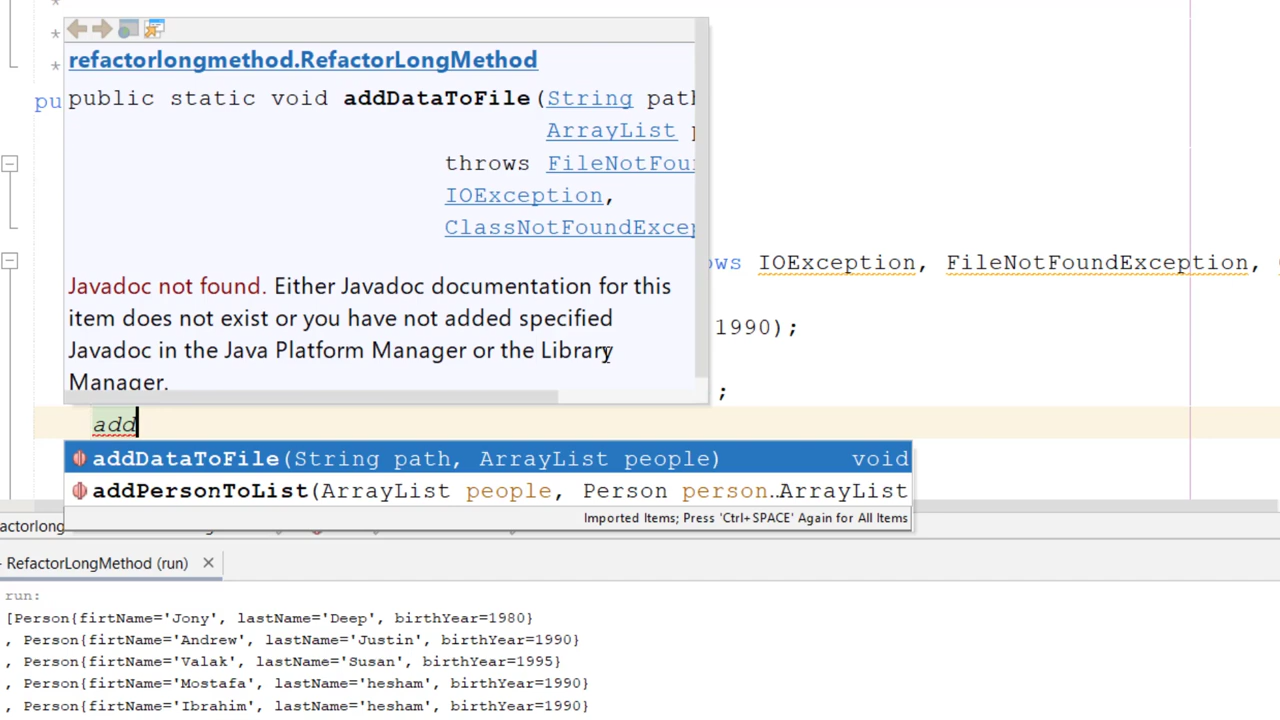 *
*
*
refactorlongmethod.RefactorLongMethod
pu
public static void addDataToFile(String path
ArrayList p
throws FileNotFou
IOException,
ClassNotFoundExcep
ows IOException, FileNotFoundException,
Javadoc not found. Either Javadoc documentation for this
item does not exist or you have not added specified
1990);
Javadoc in the Java Platform Manager or the Library
Manager.
;
add
addDataToFile(String path, ArrayList people) void
addPersonToList(ArrayList people, Person person..ArrayList
Imported Items; Press 'Ctrl+SPACE' Again for All Items
actorlong
RefactorLongMethod (run) ×
run:
[Person{firtName='Jony', lastName='Deep', birthYear=1980}
, Person{firtName='Andrew', lastName='Justin', birthYear=1990}
, Person{firtName='Valak', lastName='Susan', birthYear=1995}
, Person{firtName='Mostafa', lastName='hesham', birthYear=1990}
, Person{firtName='Ibrahim', lastName='hesham', birthYear=1990}